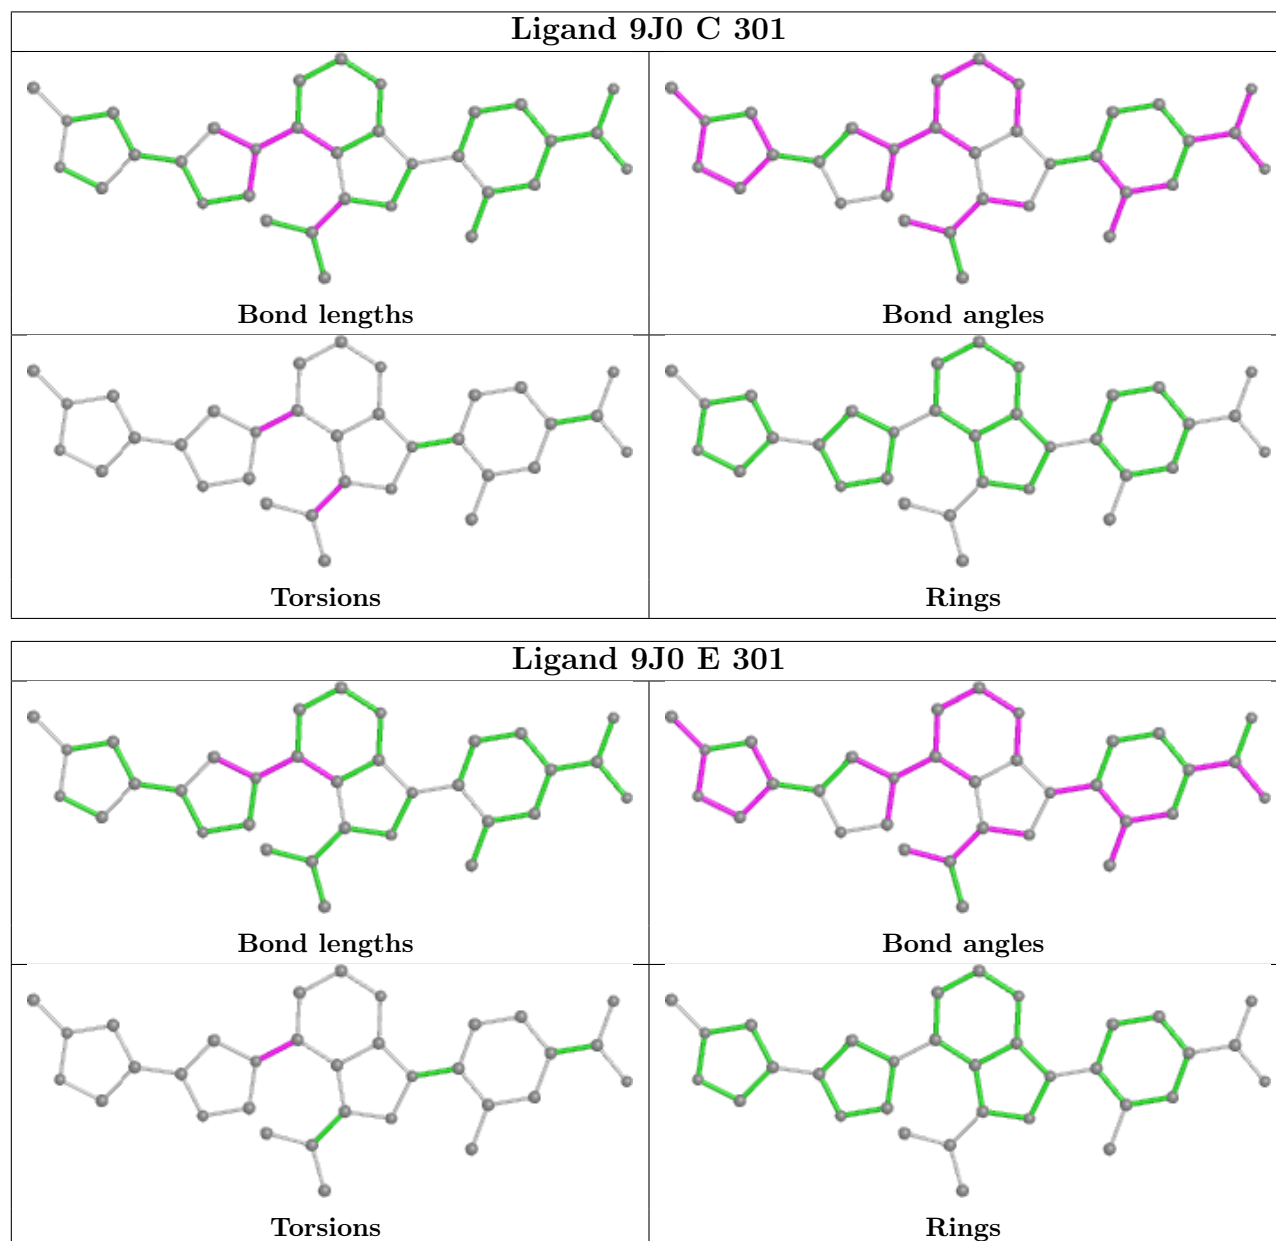 Ligand 9J0 C 301
Bond lengths
Bond angles
Torsions
Rings
Ligand 9J0 E 301
Bond lengths
Bond angles
Torsions
Rings